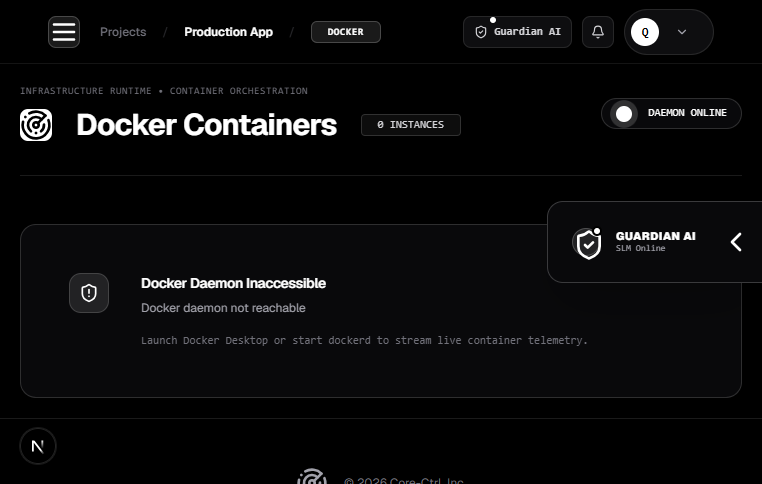 Projects / Production App / DOCKER
Guardian AI
Q
INFRASTRUCTURE RUNTIME • CONTAINER ORCHESTRATION
Docker Containers
0 INSTANCES
DAEMON ONLINE
GUARDIAN AI
SLM Online
Docker Daemon Inaccessible
Docker daemon not reachable
Launch Docker Desktop or start dockerd to stream live container telemetry.
N
© 2026 Core-Ctrl, Inc